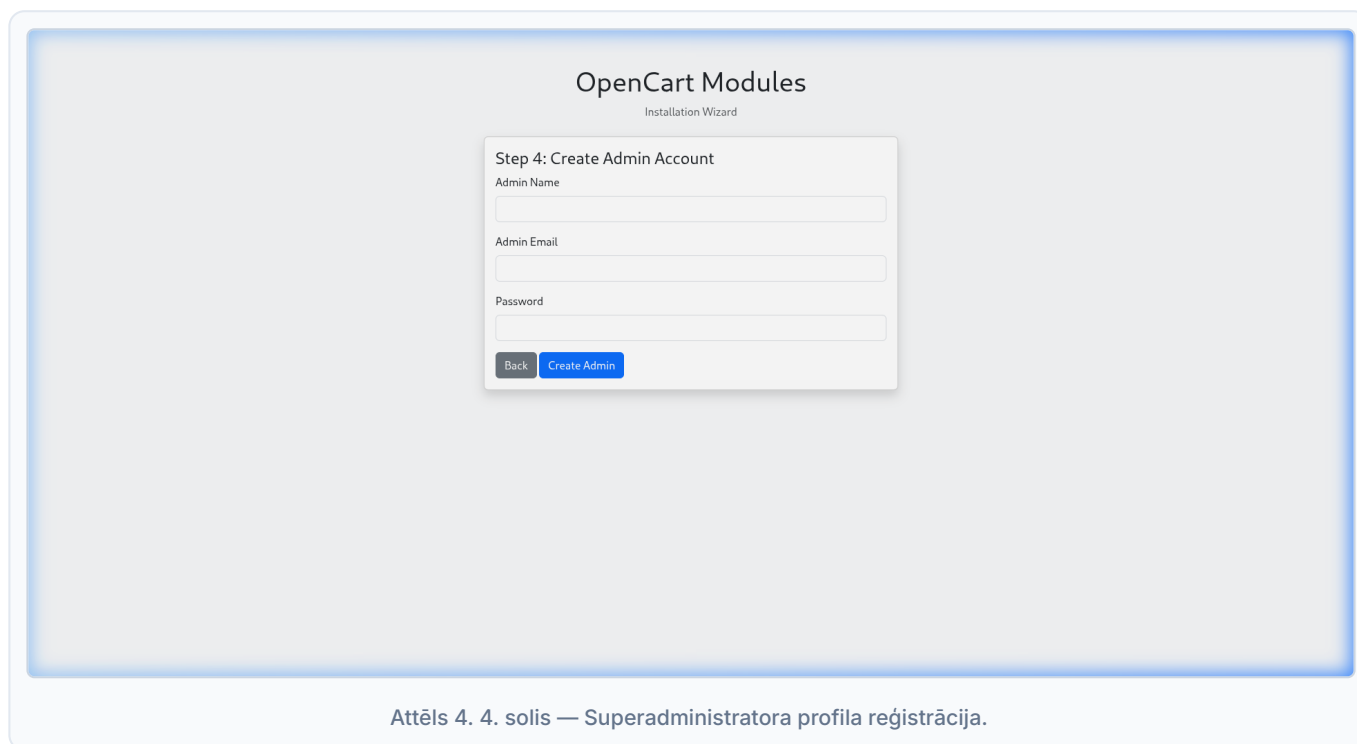 OpenCart Modules
Installation Wizard
Step 4: Create Admin Account
Admin Name
Admin Email
Password
Back Create Admin
Attēls 4. 4. solis — Superadministratora profila reģistrācija.